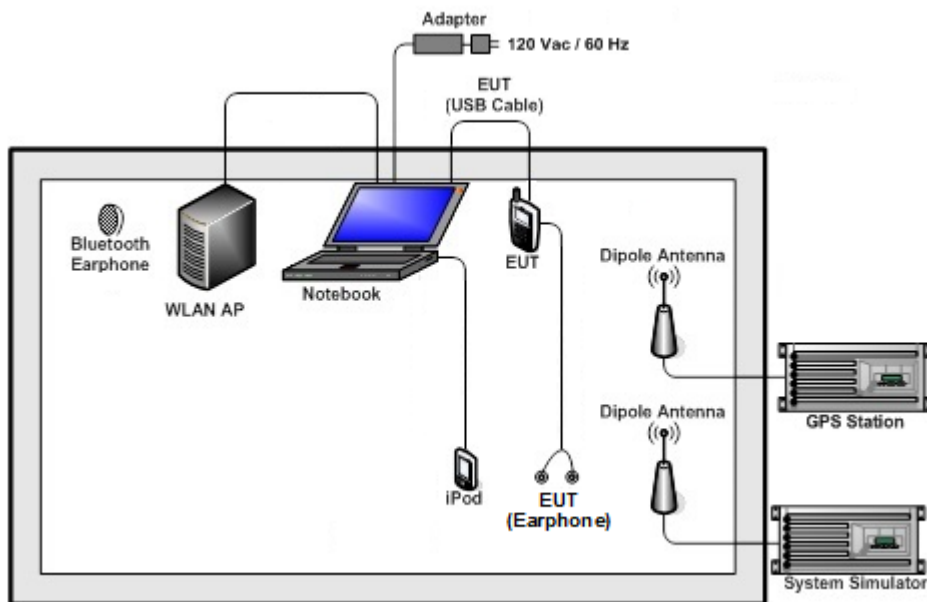 Adapter
120 Vac / 60 Hz
EUT
(USB Cable)
Bluetooth
Earphone
WLAN AP
Notebook
EUT
Dipole Antenna
GPS Station
Dipole Antenna
iPod
EUT
(Earphone)
System Simulator